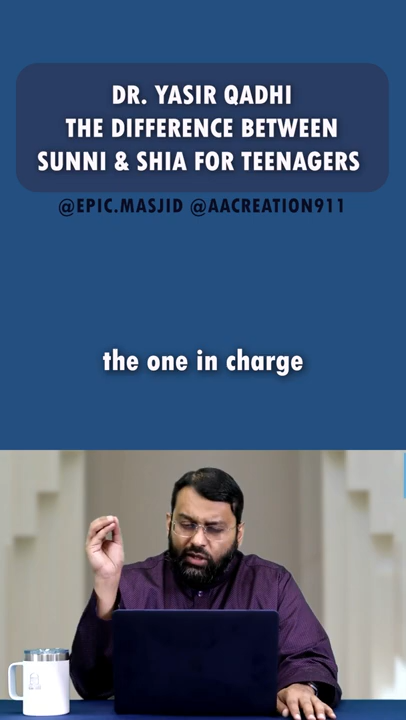 DR. YASIR QADHI
THE DIFFERENCE BETWEEN
SUNNI & SHIA FOR TEENAGERS
@EPIC.MASJID @AACREATION911
the one in charge